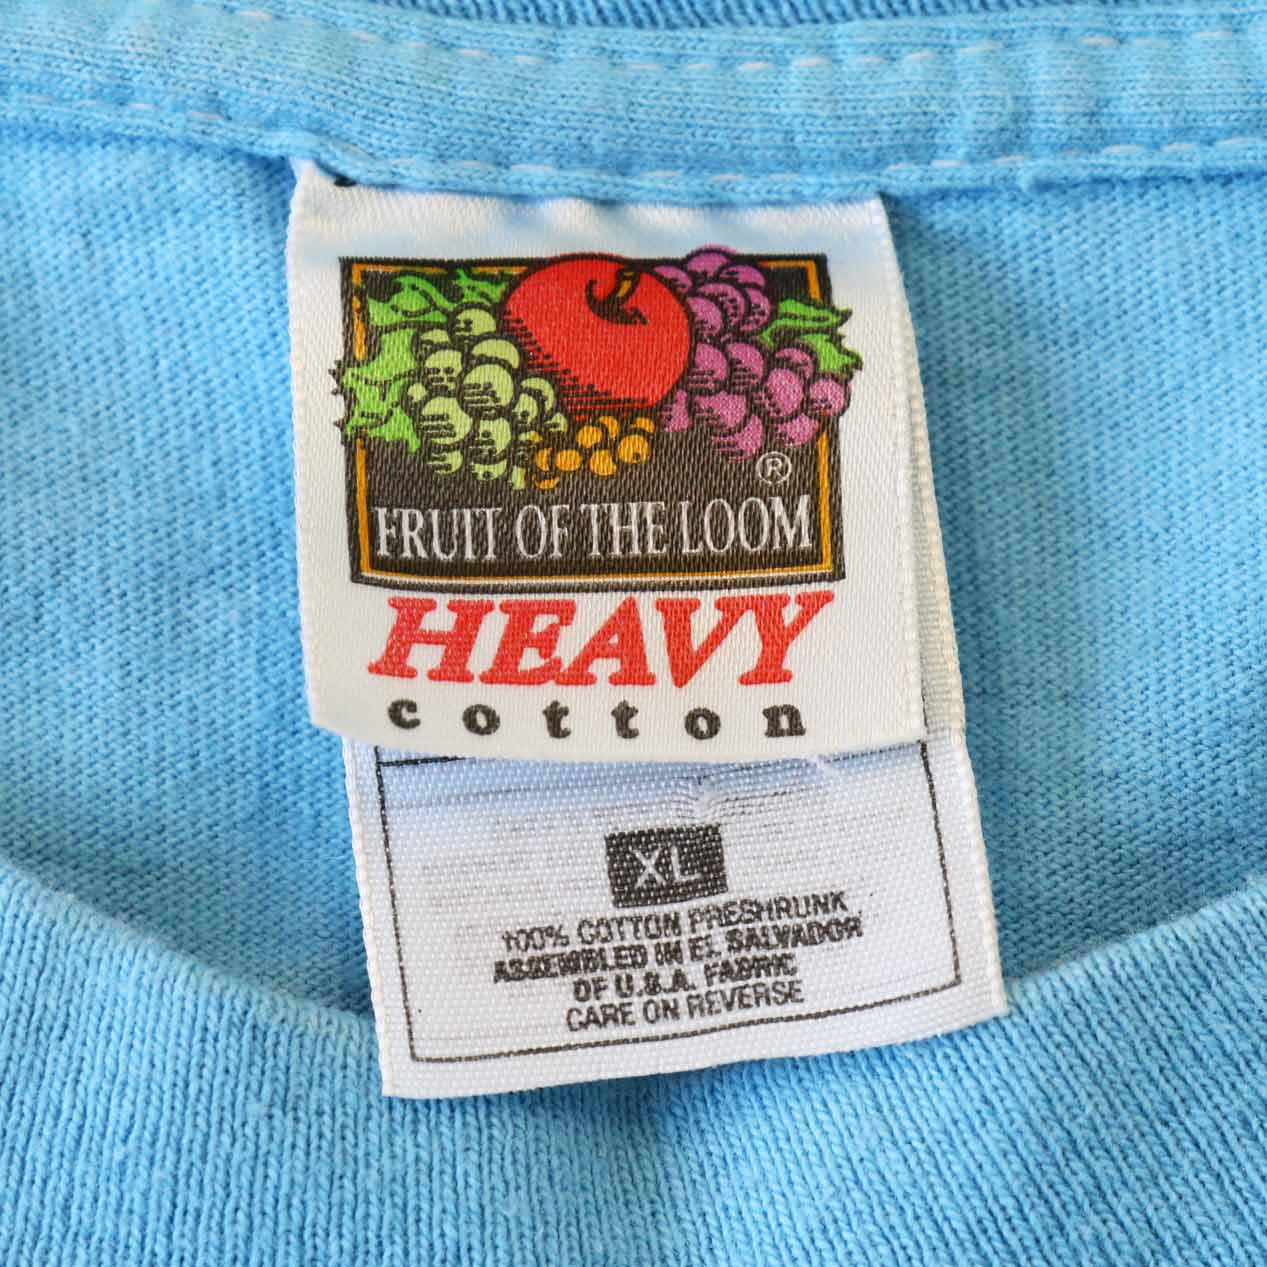 ®
FRUIT OF THE LOOM
HEAVY
cotton
XL
100% COTTON PRESHRUNK
ASSEMBLED IN EL SALVADOR
OF U.S.A. FABRIC
CARE ON REVERSE